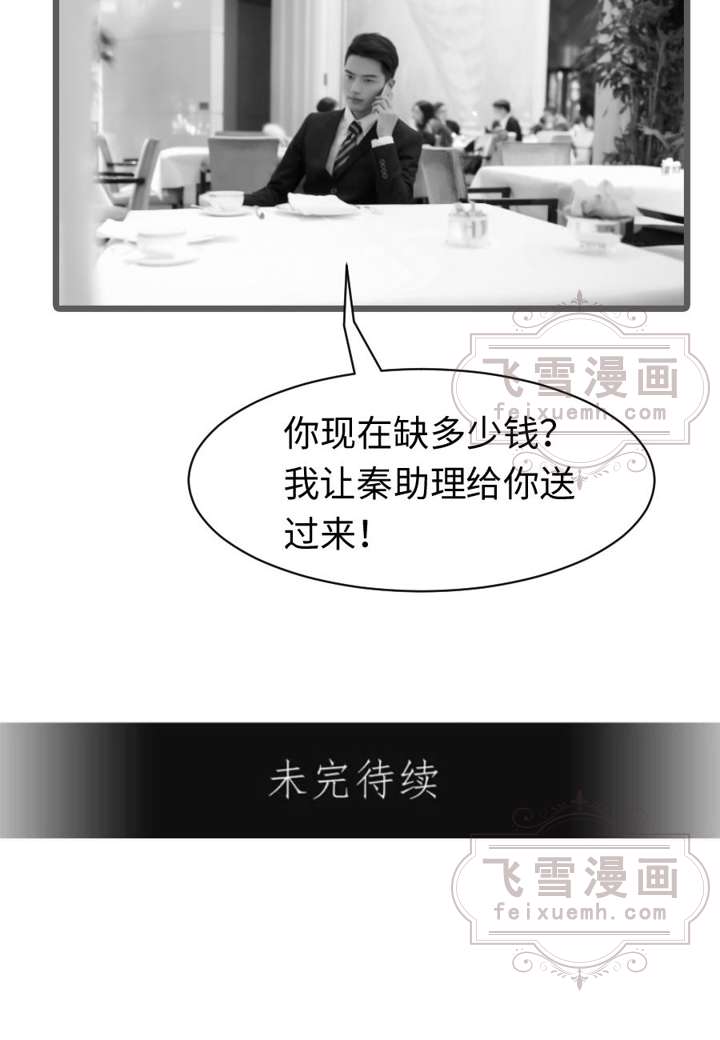 飞雪漫画
feixuemh.com
你现在缺多少钱？
我让秦助理给你送
过来！
未完待续
飞雪漫画
feixuemh.com